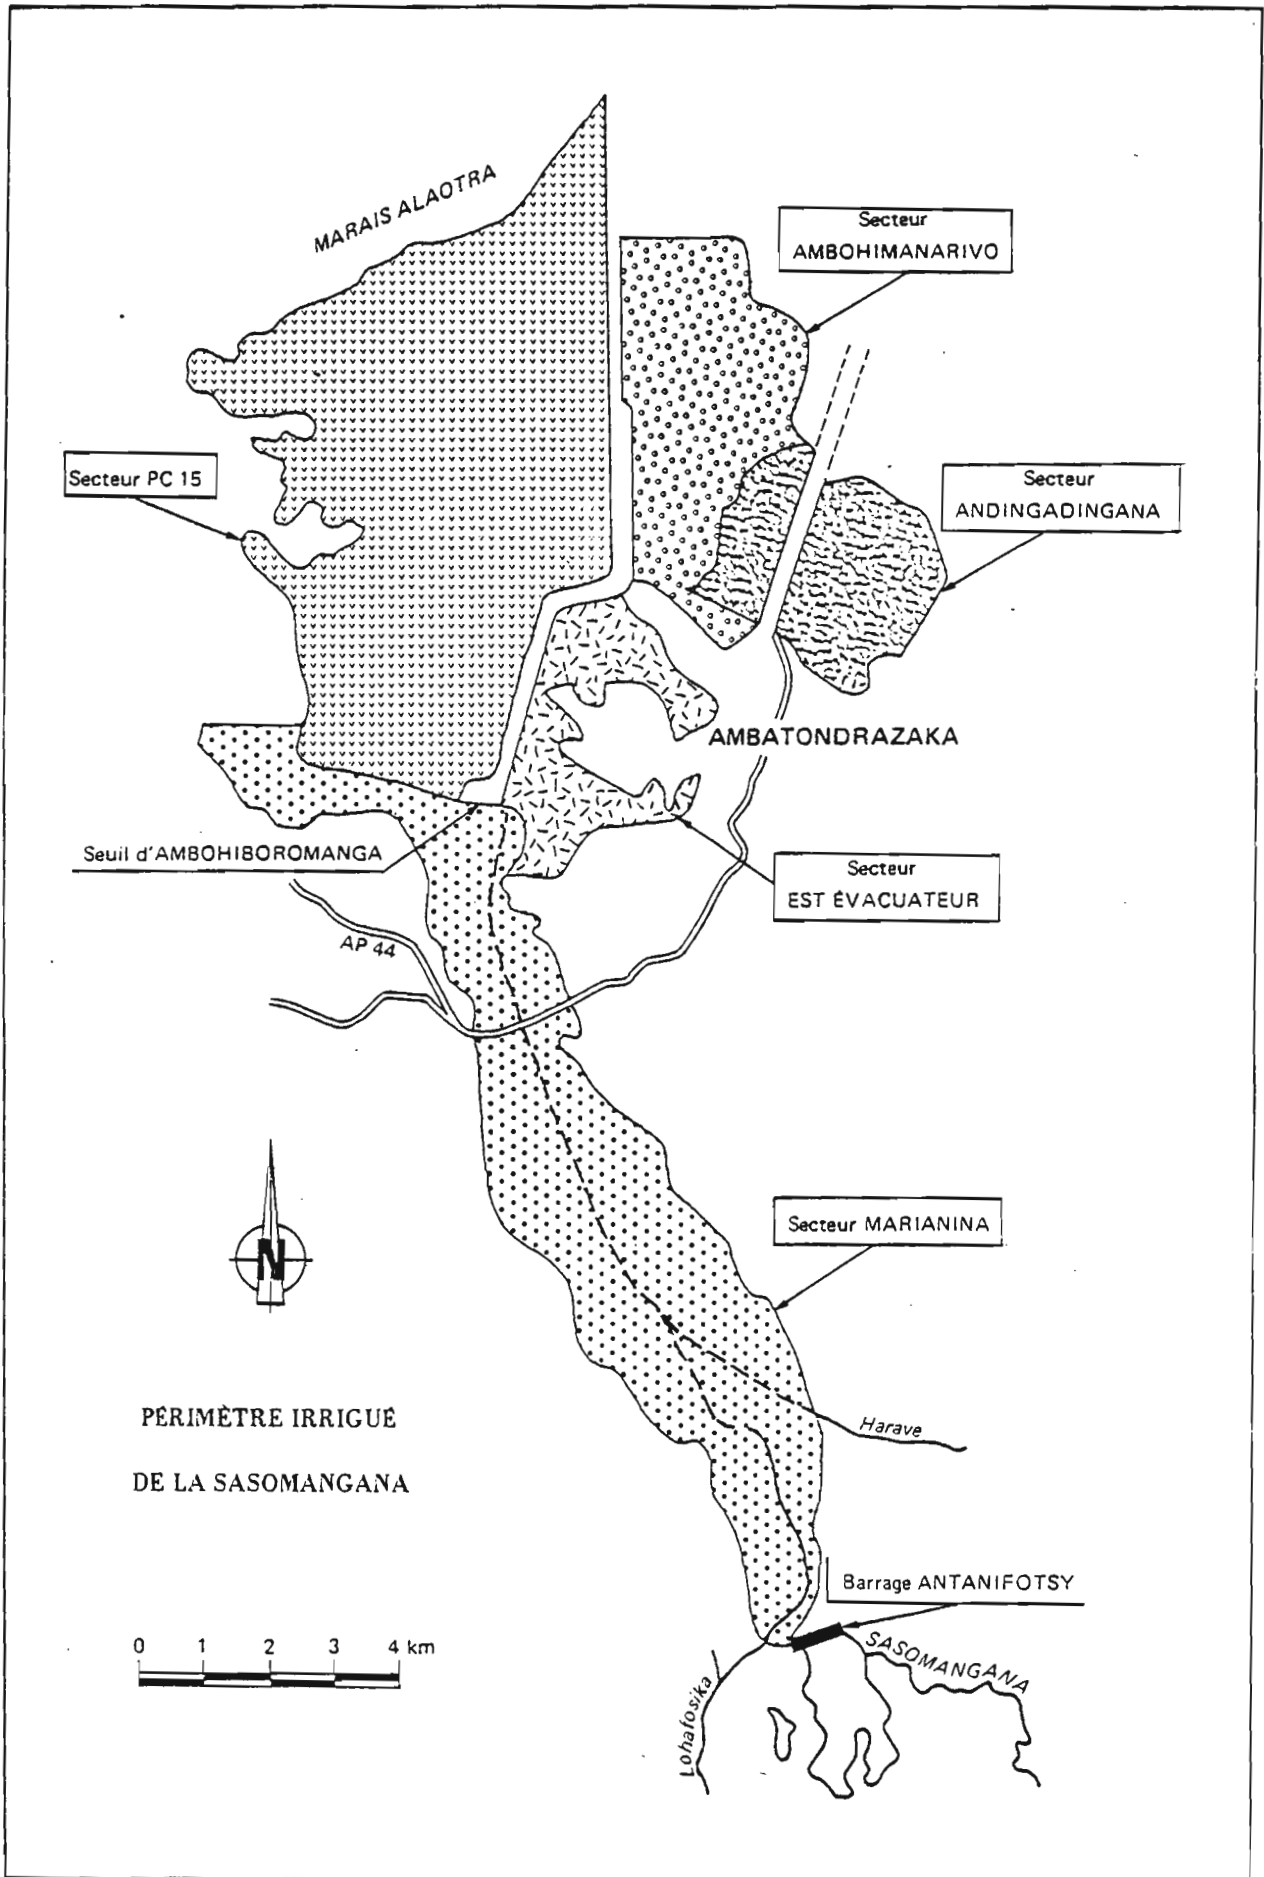 MARAIS ALAOTRA
Secteur
AMBOHIMANARIVO
Secteur PC 15
Secteur
ANDINGADINGANA
AMBATONDRAZAKA
Seuil d'AMBOHIBOROMANGA
Secteur
EST ÉVACUATEUR
AP 44
Secteur MARIANINA
N
PÉRIMÈTRE IRRIGUÉ
DE LA SASOMANGANA
Harave
Barrage ANTANIFOTSY
0 1 2 3 4 km
SASOMANGANA
Lohafosika